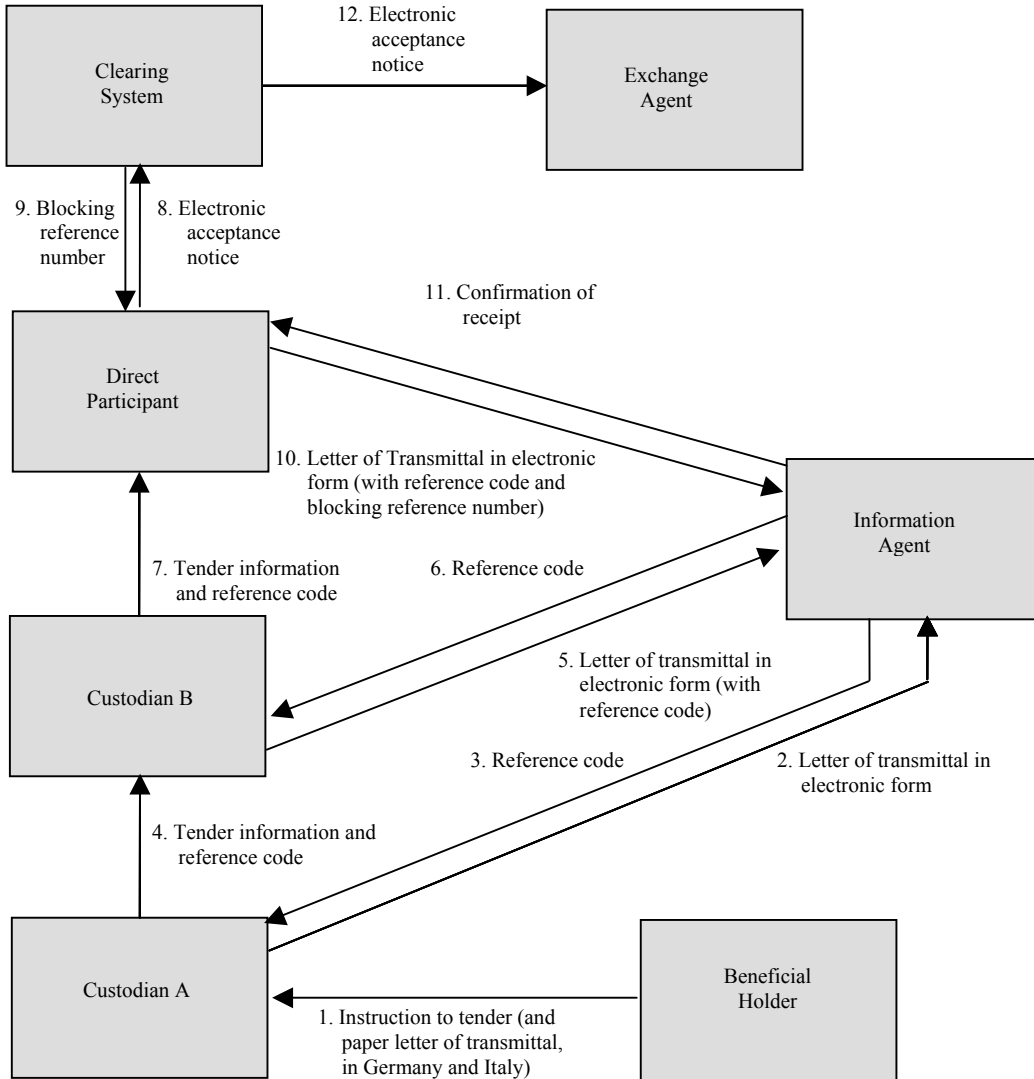 12. Electronic
acceptance
notice
Clearing
System
Exchange
Agent
9. Blocking
reference
number
8. Electronic
acceptance
notice
11. Confirmation of
receipt
Direct
Participant
10. Letter of Transmittal in electronic
form (with reference code and
blocking reference number)
Information
Agent
7. Tender information
and reference code
6. Reference code
5. Letter of transmittal in
electronic form (with
reference code)
Custodian B
3. Reference code
2. Letter of transmittal in
electronic form
4. Tender information and
reference code
Custodian A
Beneficial
Holder
1. Instruction to tender (and
paper letter of transmittal,
in Germany and Italy)